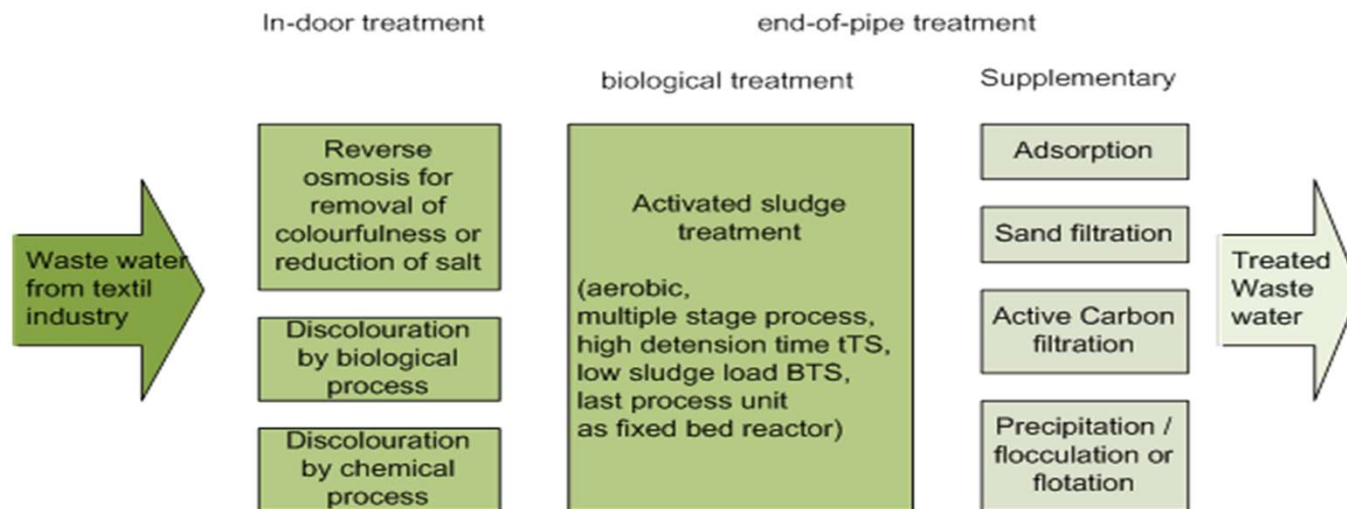 In-door treatment
end-of-pipe treatment
biological treatment
Supplementary
Waste water
from textil
industry
Reverse
osmosis for
removal of
colourfulness or
reduction of salt
Discolouration
by biological
process
Discolouration
by chemical
process
Activated sludge
treatment
(aerobic,
multiple stage process,
high detension time tTS,
low sludge load BTS,
last process unit
as fixed bed reactor)
Adsorption
Sand filtration
Active Carbon
filtration
Precipitation /
flocculation or
flotation
Treated
Waste
water